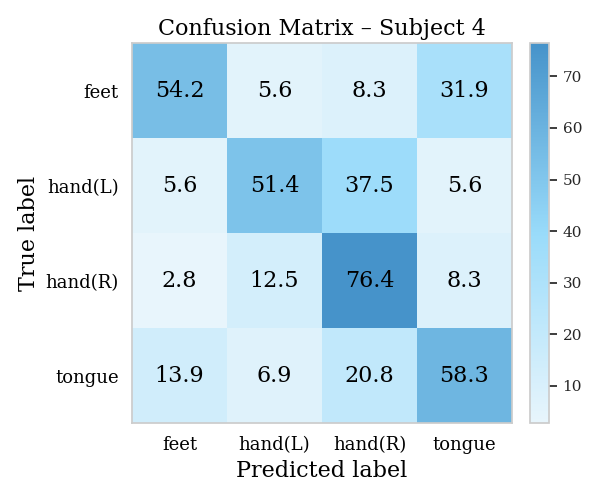 Confusion Matrix – Subject 4
True label
feet 54.2 5.6 8.3 31.9
hand(L) 5.6 51.4 37.5 5.6
hand(R) 2.8 12.5 76.4 8.3
tongue 13.9 6.9 20.8 58.3
feet hand(L) hand(R) tongue
Predicted label
70
60
50
40
30
20
10